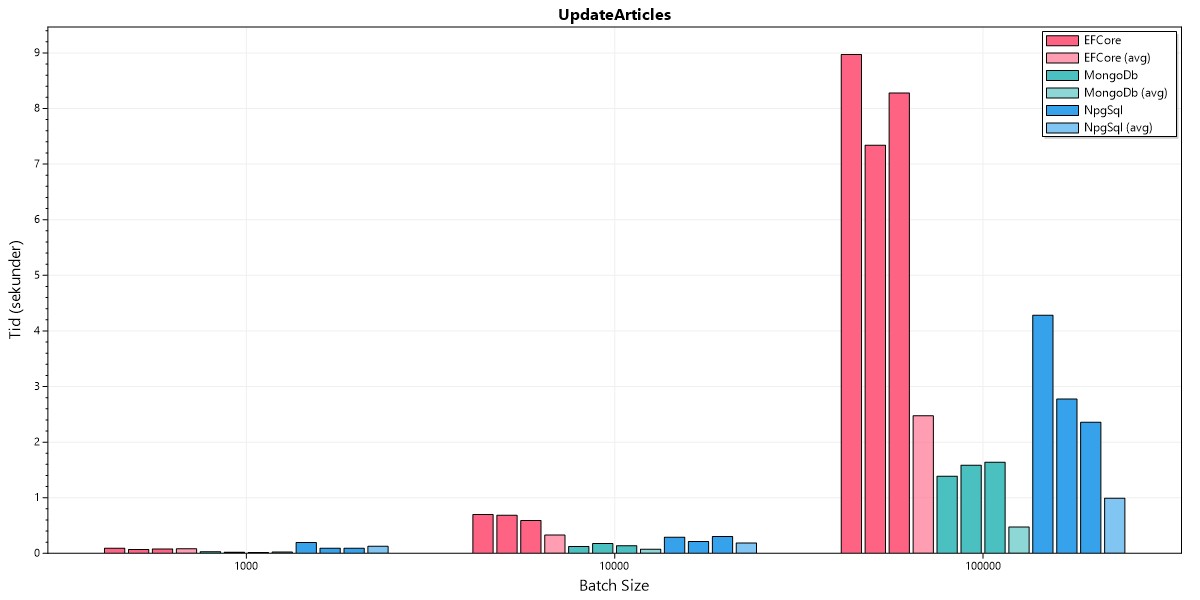 UpdateArticles
EFCore
EFCore (avg)
MongoDb
MongoDb (avg)
NpgSql
NpgSql (avg)
Tid (sekunder)
9
8
7
6
5
4
3
2
1
0
1000
10000
100000
Batch Size